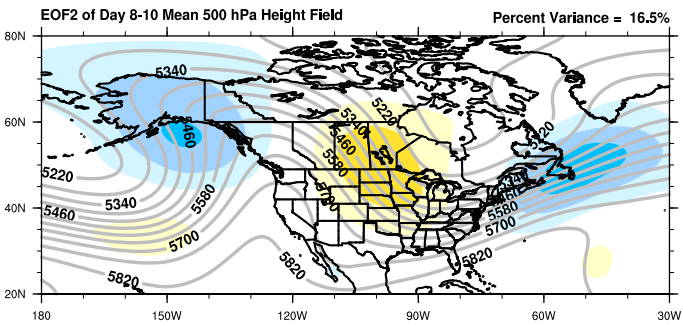 EOF2 of Day 8-10 Mean 500 hPa Height Field
Percent Variance = 16.5%
80N
60N
40N
20N
5340
5460
5220
5340
5460
5580
5700
5820
5220
5340
5460
5580
5220
5340
5580
5700
5820
5820
180
150W
120W
90W
60W
30W